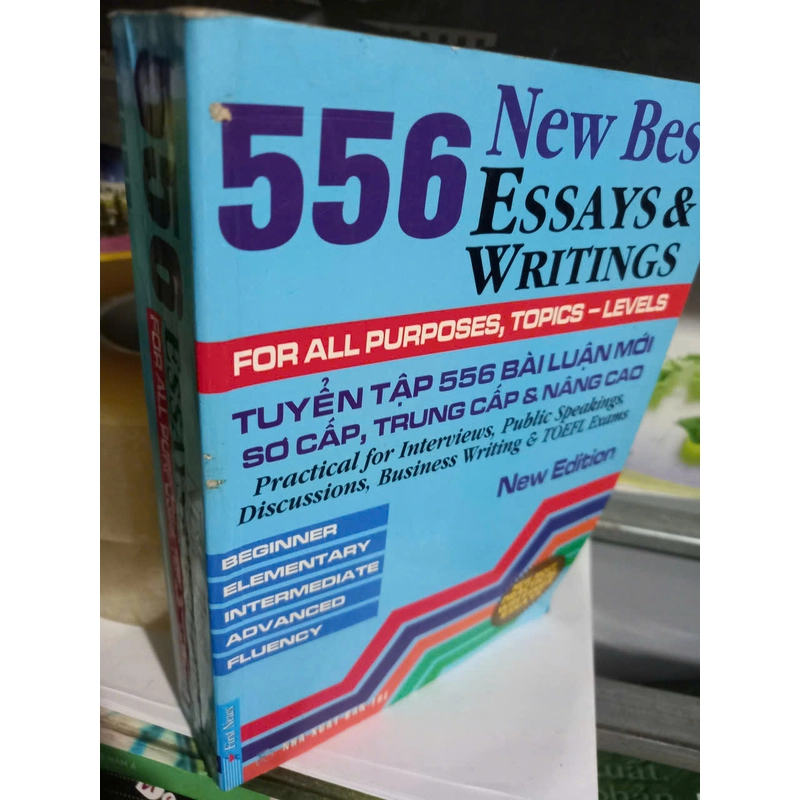 556
New Bes
ESSAYS &
WRITINGS
FOR ALL PURPOSES, TOPICS – LEVELS
TUYỂN TẬP 556 BÀI LUẬN MỚI
SƠ CẤP, TRUNG CẤP & NÂNG CAO
Practical for Interviews, Public Speakings,
Discussions, Business Writing & TOEFL Exams
New Edition
BEGINNER
ELEMENTARY
INTERMEDIATE
ADVANCED
FLUENCY
First News